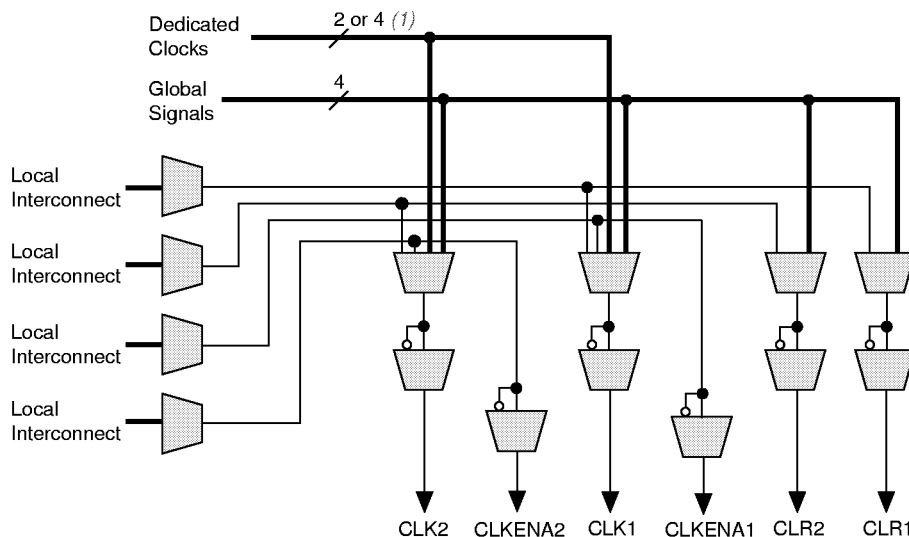 Dedicated
Clocks
2 or 4 (1)
Global
Signals
4
Local
Interconnect
Local
Interconnect
Local
Interconnect
Local
Interconnect
CLK2 CLKENA2 CLK1 CLKENA1 CLR2 CLR1